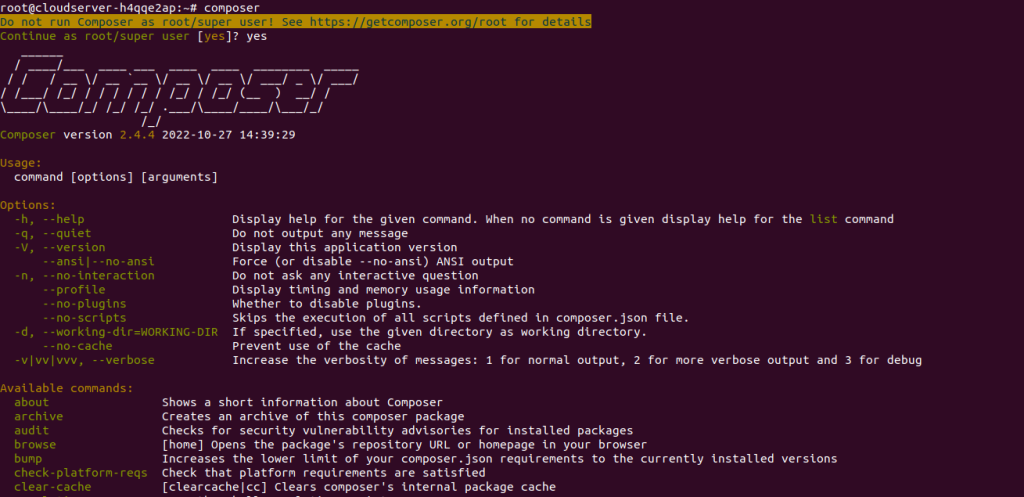 root@cloudserver-h4qqe2ap:~# composer
Do not run Composer as root/super user! See https://getcomposer.org/root for details
Continue as root/super user [yes]? yes
Composer
Composer version 2.4.4 2022-10-27 14:39:29
Usage:
command [options] [arguments]
Options:
-h, --help Display help for the given command. When no command is given display help for the list command
-q, --quiet Do not output any message
-V, --version Display this application version
--ansi|--no-ansi Force (or disable --no-ansi) ANSI output
-n, --no-interaction Do not ask any interactive question
--profile Display timing and memory usage information
--no-plugins Whether to disable plugins.
--no-scripts Skips the execution of all scripts defined in composer.json file.
-d, --working-dir=WORKING-DIR If specified, use the given directory as working directory.
--no-cache Prevent use of the cache
-v|vv|vvv, --verbose Increase the verbosity of messages: 1 for normal output, 2 for more verbose output and 3 for debug
Available commands:
about Shows a short information about Composer
archive Creates an archive of this composer package
audit Checks for security vulnerability advisories for installed packages
browse [home] Opens the package's repository URL or homepage in your browser
bump Increases the lower limit of your composer.json requirements to the currently installed versions
check-platform-reqs Check that platform requirements are satisfied
clear-cache [clearcache|cc] Clears composer's internal package cache